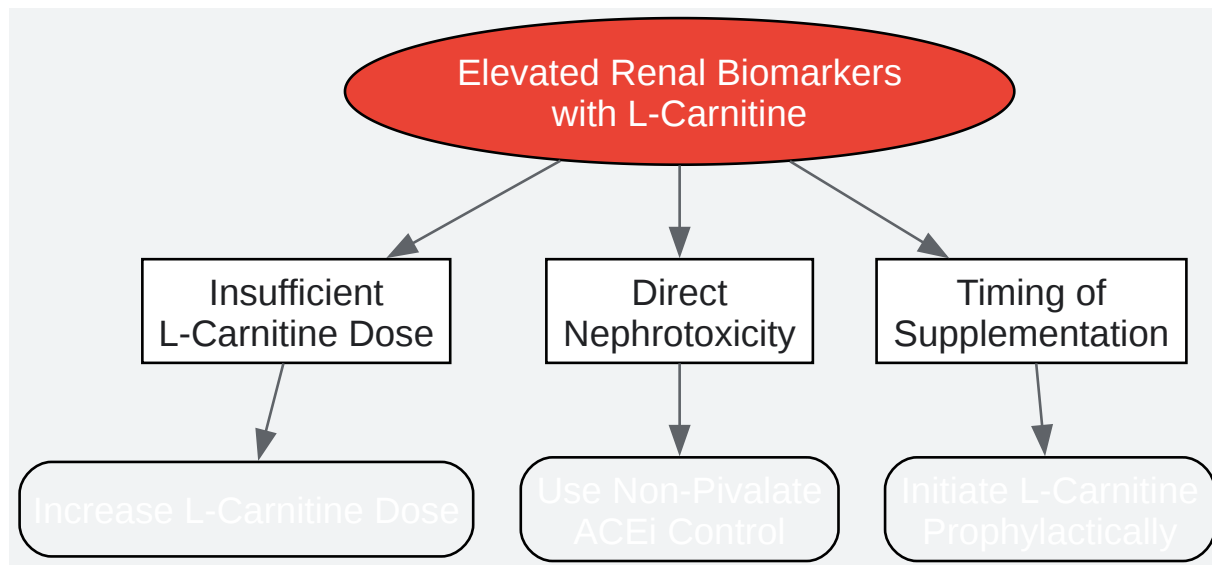 Elevated Renal Biomarkers
with L-Carnitine
Insufficient
L-Carnitine Dose
Direct
Nephrotoxicity
Timing of
Supplementation
Increase L-Carnitine Dose
Use Non-Pivalate
ACEi Control
Initiate L-Carnitine
Prophylactically